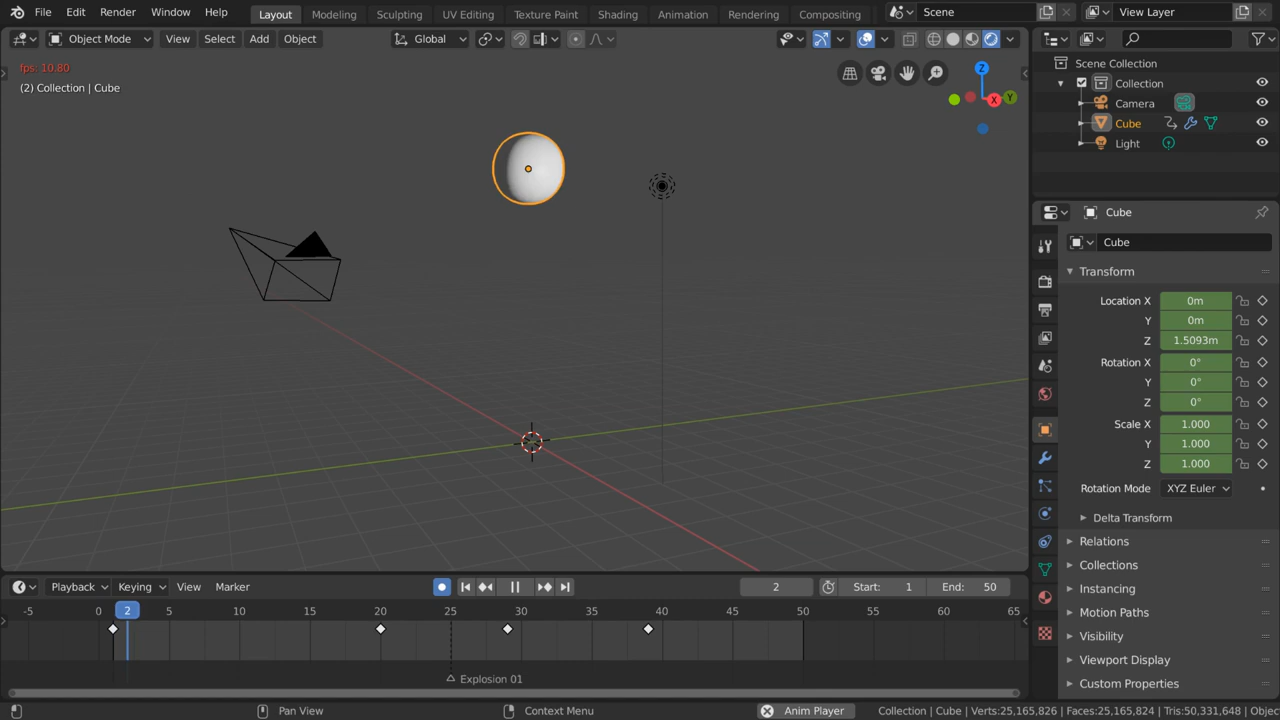 File Edit Render Window Help Layout Modeling Sculpting UV Editing Texture Paint Shading Animation Rendering Compositing Scene View Layer
Object Mode View Select Add Object Global
fps: 10.80
(2) Collection | Cube
Z
X
Y
Scene Collection
Collection
Camera
Cube
Light
Cube
Cube
Transform
Location X 0m
Y 0m
Z 1.5093m
Rotation X 0°
Y 0°
Z 0°
Scale X 1.000
Y 1.000
Z 1.000
Rotation Mode XYZ Euler
Delta Transform
Relations
Collections
Instancing
Motion Paths
Visibility
Viewport Display
Custom Properties
Playback Keying View Marker 2 Start: 1 End: 50
-5 0 2 5 10 15 20 25 30 35 40 45 50 55 60 65
Explosion 01
Pan View Context Menu Anim Player Collection | Cube | Verts:25,165,826 | Faces:25,165,824 | Tris:50,331,648 | Objec